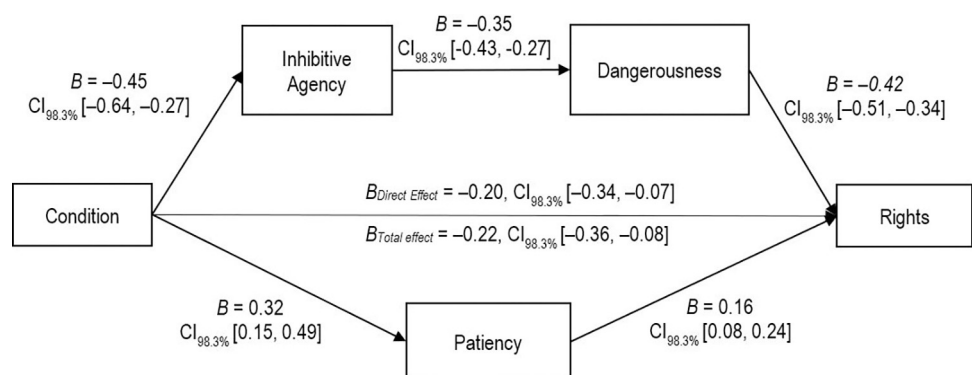 B = –0.35
CI98.3% [-0.43, -0.27]
Inhibitive
Agency
Dangerousness
B = –0.45
CI98.3% [–0.64, –0.27]
B = –0.42
CI98.3% [–0.51, –0.34]
BDirect Effect = –0.20, CI98.3% [–0.34, –0.07]
Condition
Rights
BTotal effect = –0.22, CI98.3% [–0.36, –0.08]
B = 0.32
CI98.3% [0.15, 0.49]
Patiency
B = 0.16
CI98.3% [0.08, 0.24]